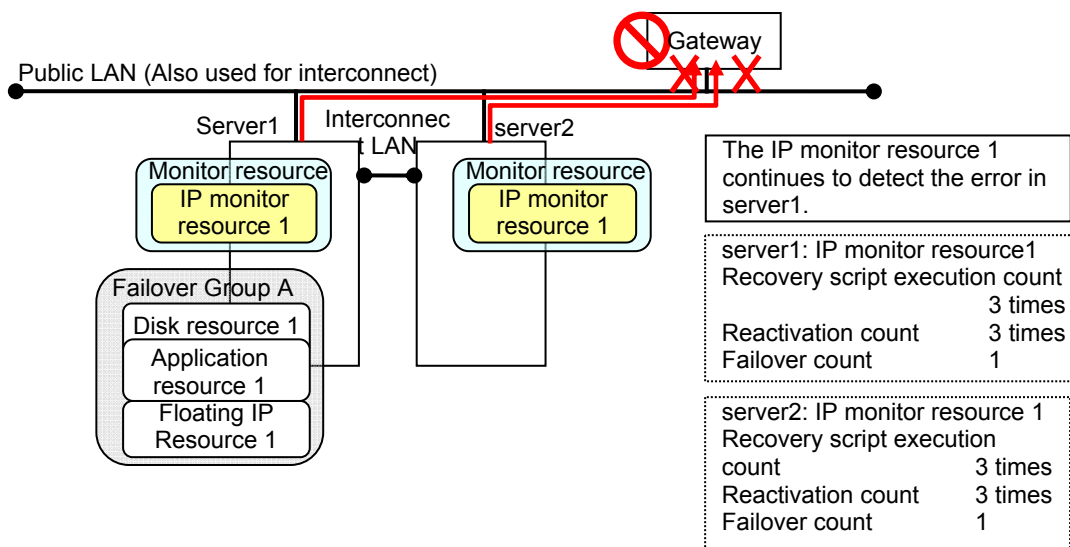 Gateway
Public LAN (Also used for interconnect)
Server1
Interconnec
t LAN
server2
Monitor resource
IP monitor
resource 1
Monitor resource
IP monitor
resource 1
Failover Group A
Disk resource 1
Application
resource 1
Floating IP
Resource 1
The IP monitor resource 1
continues to detect the error in
server1.
server1: IP monitor resource1
Recovery script execution count
3 times
Reactivation count 3 times
Failover count 1
server2: IP monitor resource 1
Recovery script execution
count 3 times
Reactivation count 3 times
Failover count 1